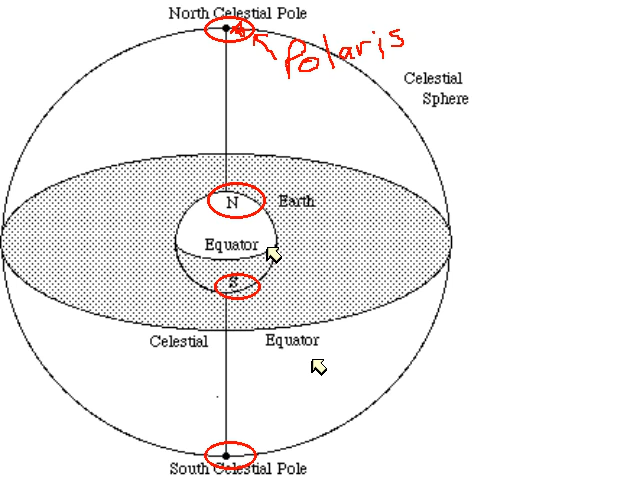 North Celestial Pole
Polaris
Celestial
Sphere
N
Earth
Equator
S
Celestial Equator
South Celestial Pole